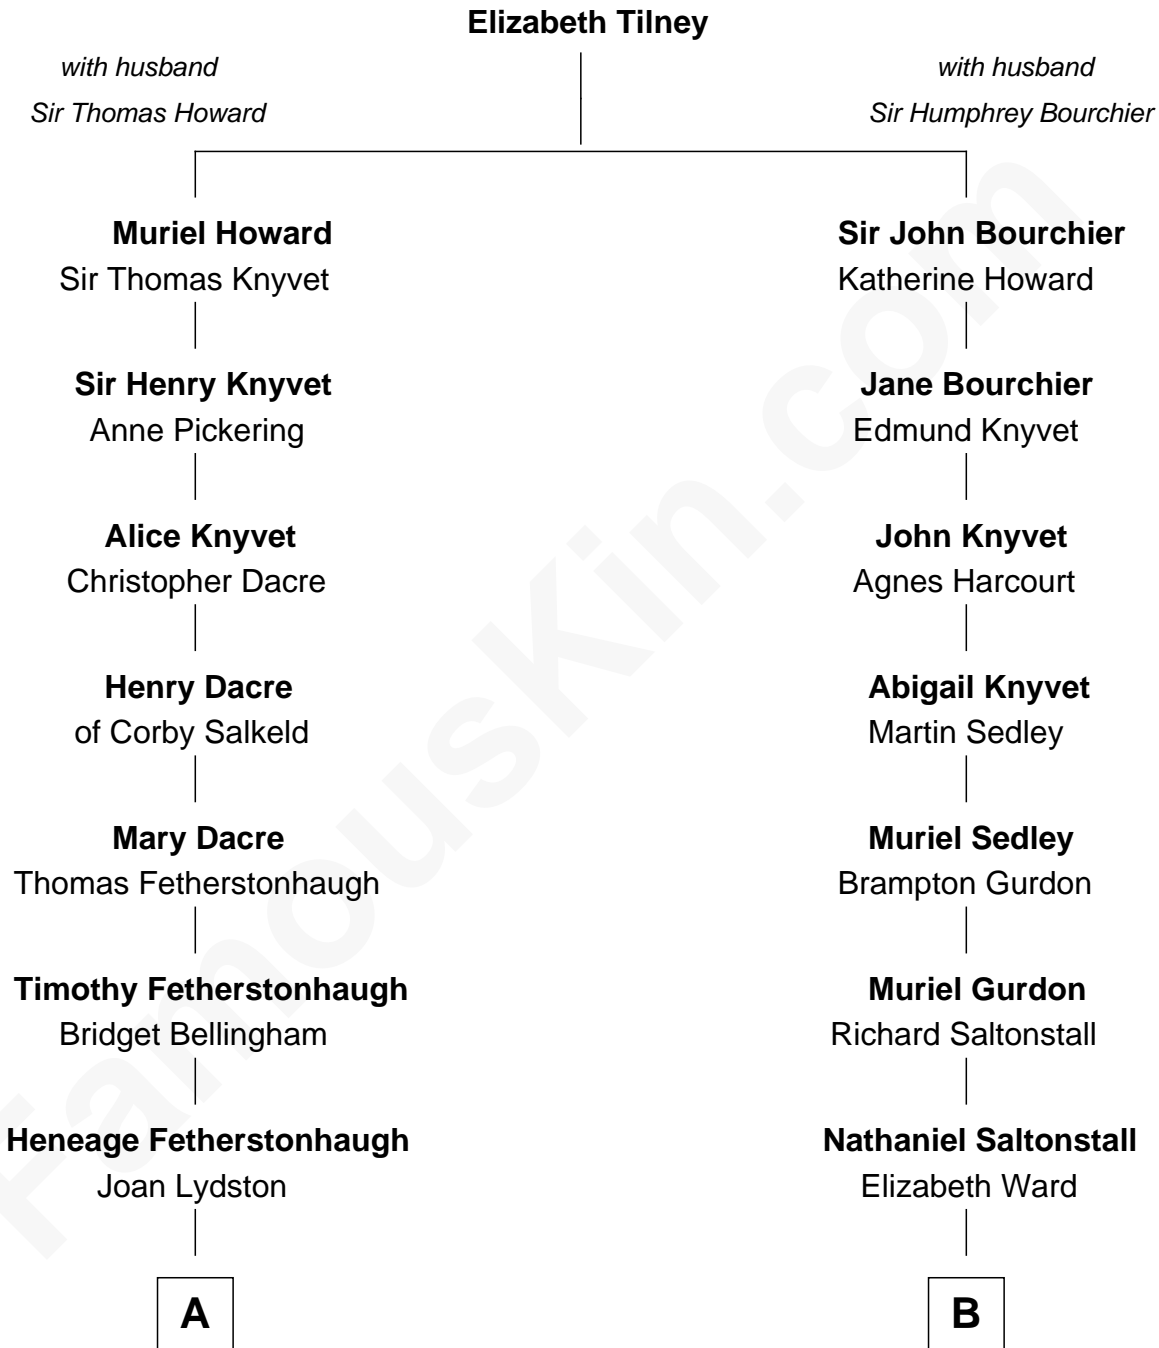 Elizabeth Tilney
with husband
Sir Thomas Howard
with husband
Sir Humphrey Bourchier
Muriel Howard
Sir Thomas Knyvet
Sir Henry Knyvet
Anne Pickering
Alice Knyvet
Christopher Dacre
Henry Dacre
of Corby Salkeld
Mary Dacre
Thomas Fetherstonhaugh
Timothy Fetherstonhaugh
Bridget Bellingham
Heneage Fetherstonhaugh
Joan Lydston
A
Sir John Bourchier
Katherine Howard
Jane Bourchier
Edmund Knyvet
John Knyvet
Agnes Harcourt
Abigail Knyvet
Martin Sedley
Muriel Sedley
Brampton Gurdon
Muriel Gurdon
Richard Saltonstall
Nathaniel Saltonstall
Elizabeth Ward
B
FamousKin.com